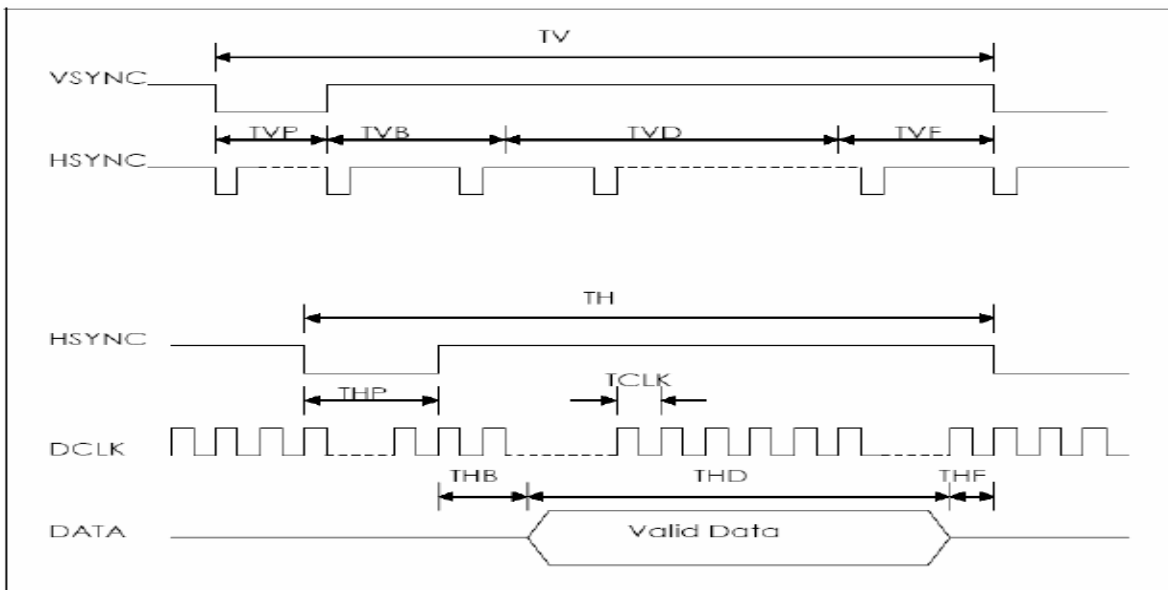 TV
VSYNC
TVP TVB TVD TVF
HSYNC
TH
HSYNC
THP TCLK
DCLK
THB THD THF
DATA Valid Data